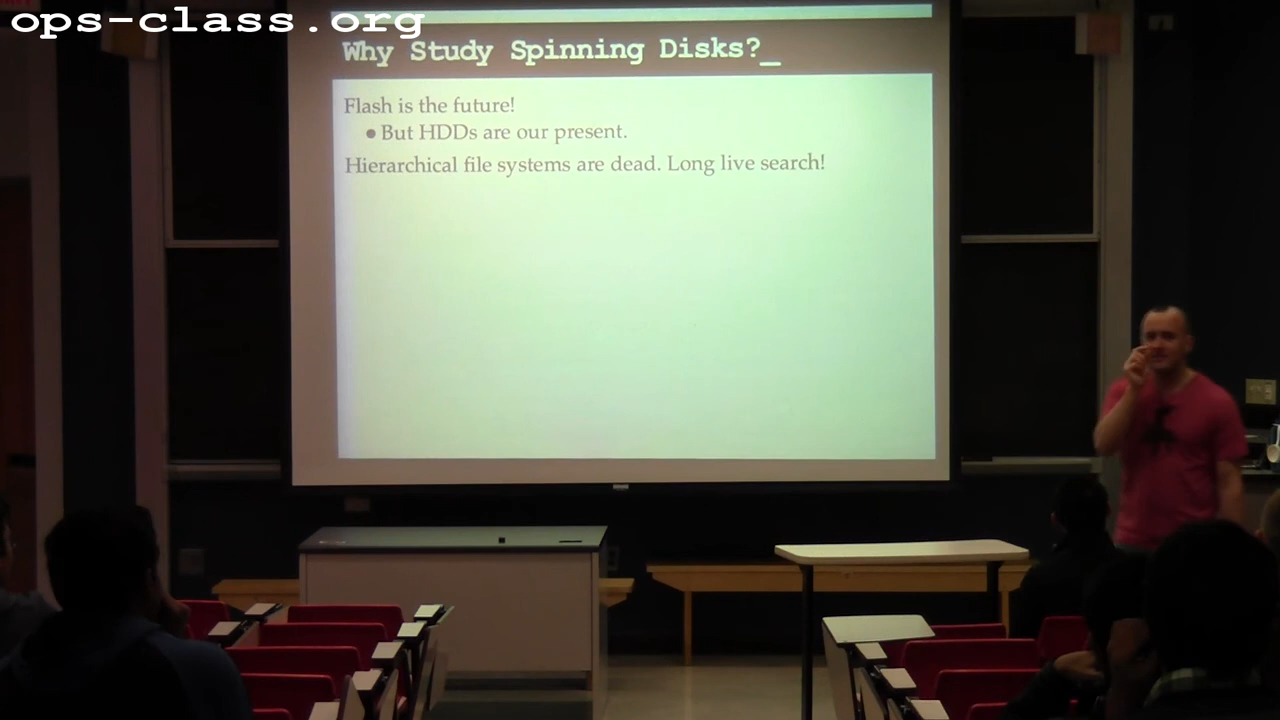 ops-class.org
Why Study Spinning Disks?_
Flash is the future!
● But HDDs are our present.
Hierarchical file systems are dead. Long live search!